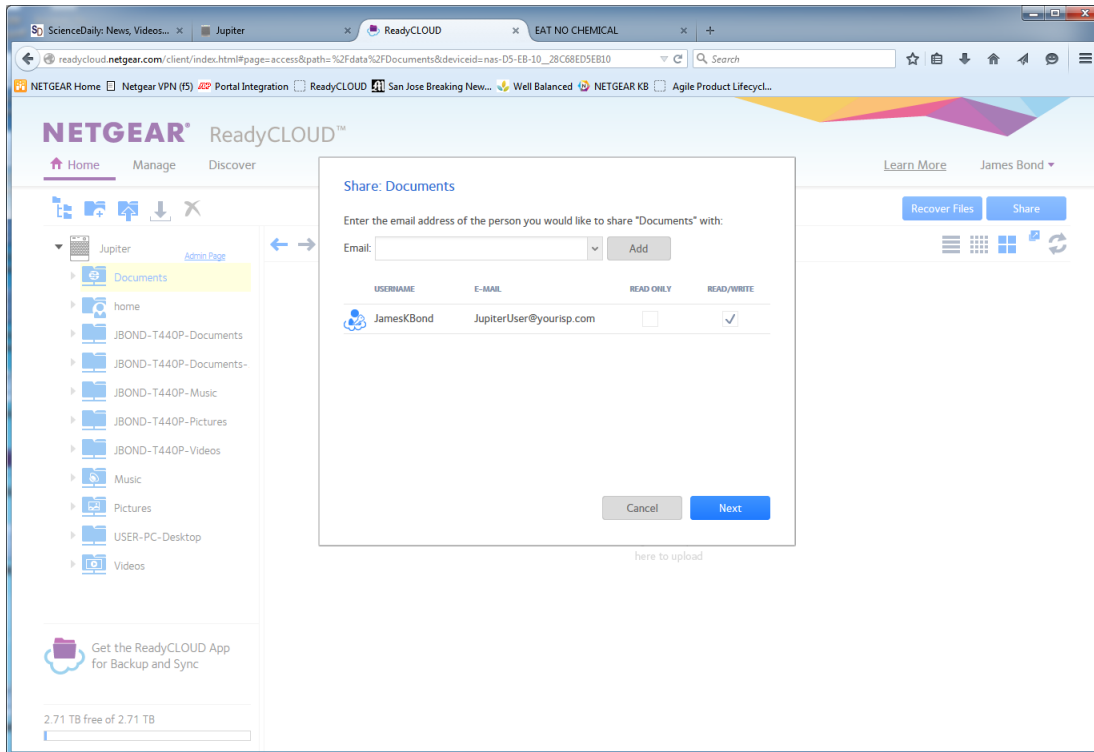 ScienceDaily: News, Videos...
Jupiter
ReadyCLOUD
EAT NO CHEMICAL
readycloud.netgear.com/client/index.html#page=access&path=%2Fdata%2FDocuments&deviceid=nas-D5-EB-10__28C68ED5EB10
Search
NETGEAR Home
Netgear VPN (f5)
Portal Integration
ReadyCLOUD
San Jose Breaking New...
Well Balanced
NETGEAR KB
Agile Product Lifecycl...
NETGEAR® ReadyCLOUD™
Home
Manage
Discover
Learn More
James Bond
Recover Files
Share
Jupiter
Admin Page
Documents
home
JBOND-T440P-Documents
JBOND-T440P-Documents-
JBOND-T440P-Music
JBOND-T440P-Pictures
JBOND-T440P-Videos
Music
Pictures
USER-PC-Desktop
Videos
Get the ReadyCLOUD App
for Backup and Sync
2.71 TB free of 2.71 TB
Share: Documents
Enter the email address of the person you would like to share "Documents" with:
Email:
Add
USERNAME E-MAIL READ ONLY READ/WRITE
JamesKBond JupiterUser@yourisp.com
Cancel
Next
here to upload